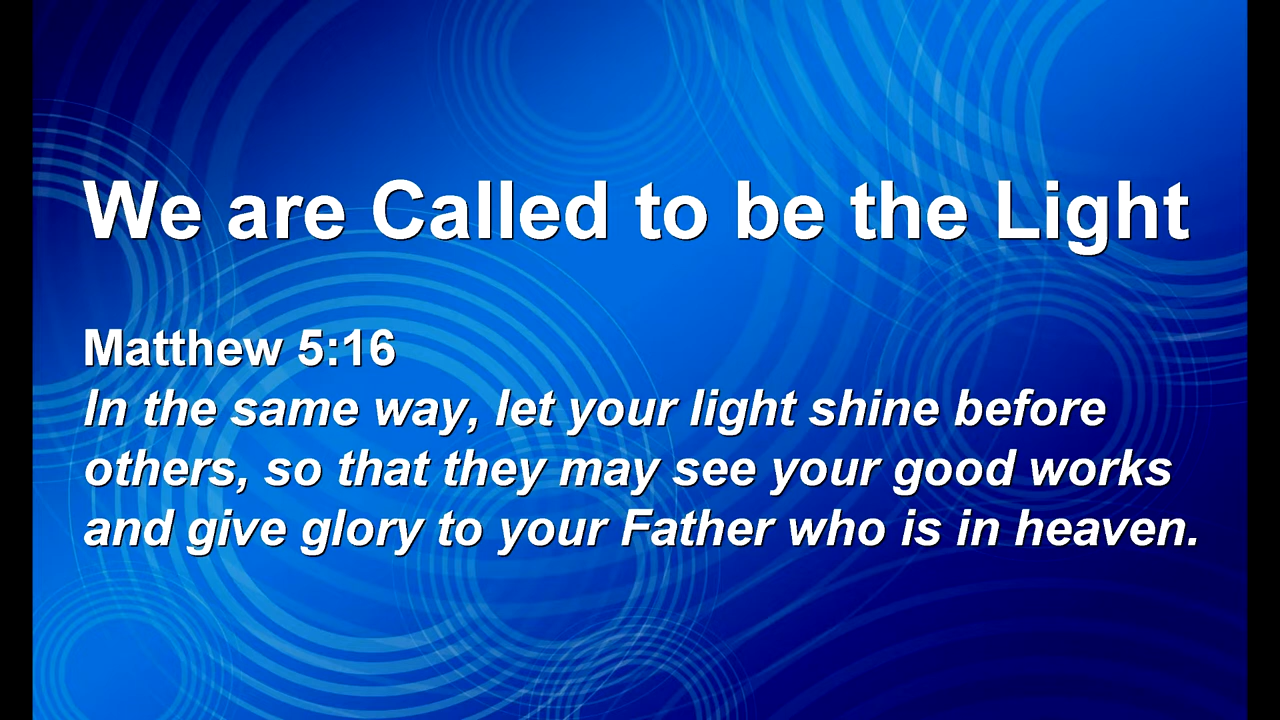 We are Called to be the Light
Matthew 5:16
In the same way, let your light shine before
others, so that they may see your good works
and give glory to your Father who is in heaven.